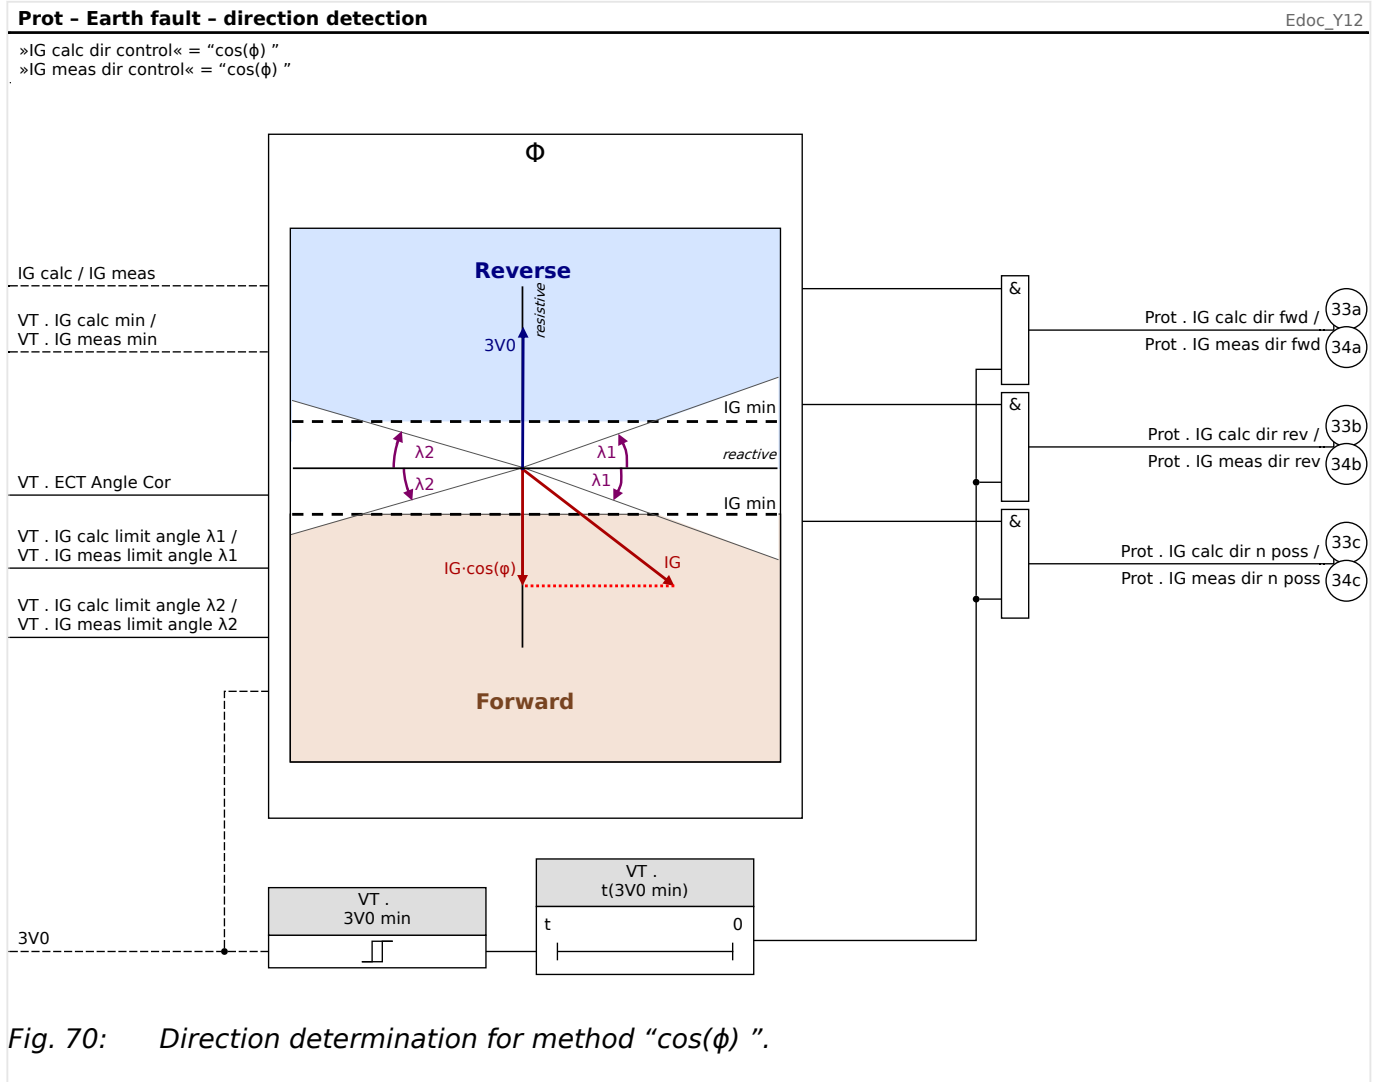 Prot – Earth fault – direction detection
Edoc_Y12
»IG calc dir control« = “cos(ϕ) ”
»IG meas dir control« = “cos(ϕ) ”
Φ
IG calc / IG meas
VT . IG calc min /
VT . IG meas min
VT . ECT Angle Cor
VT . IG calc limit angle λ1 /
VT . IG meas limit angle λ1
VT . IG calc limit angle λ2 /
VT . IG meas limit angle λ2
3V0
Reverse
resistive
3V0
IG min
λ2
λ1
reactive
λ2
λ1
IG min
IG·cos(φ)
IG
Forward
&
Prot . IG calc dir fwd /
Prot . IG meas dir fwd
33a
34a
&
Prot . IG calc dir rev /
Prot . IG meas dir rev
33b
34b
&
Prot . IG calc dir n poss /
Prot . IG meas dir n poss
33c
34c
VT .
3V0 min
VT .
t(3V0 min)
t
0
Fig. 70: Direction determination for method “cos(ϕ) ”.